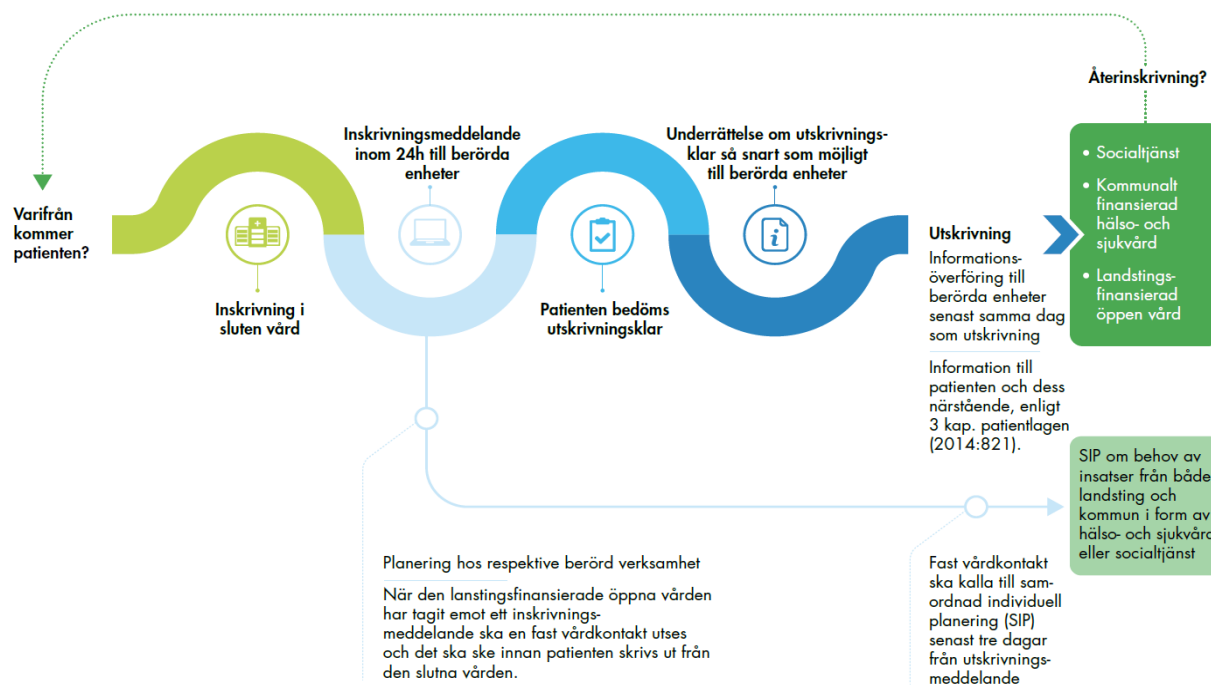 Återinskrivning?
Inskrivningsmeddelande
inom 24h till berörda
enheter
Underrättelse om utskrivnings-
klar så snart som möjligt
till berörda enheter
Varifrån
kommer
patienten?
Inskrivning i
sluten vård
Patienten bedöms
utskrivningsklar
Utskrivning
Informations-
överföring till
berörda enheter
senast samma dag
som utskrivning
Information till
patienten och dess
närstående, enligt
3 kap. patientlagen
(2014:821).
• Socialtjänst
• Kommunalt
finansierad
hälso- och
sjukvård
• Landstings-
finansierad
öppen vård
SIP om behov av
insatser från både
landsting och
kommun i form av
hälso- och sjukvård
eller socialtjänst
Planering hos respektive berörd verksamhet
När den lanstingsfinansierade öppna vården
har tagit emot ett inskrivnings-
meddelande ska en fast vårdkontakt utses
och det ska ske innan patienten skrivs ut från
den slutna vården.
Fast vårdkontakt
ska kalla till sam-
ordnad individuell
planering (SIP)
senast tre dagar
från utskrivnings-
meddelande